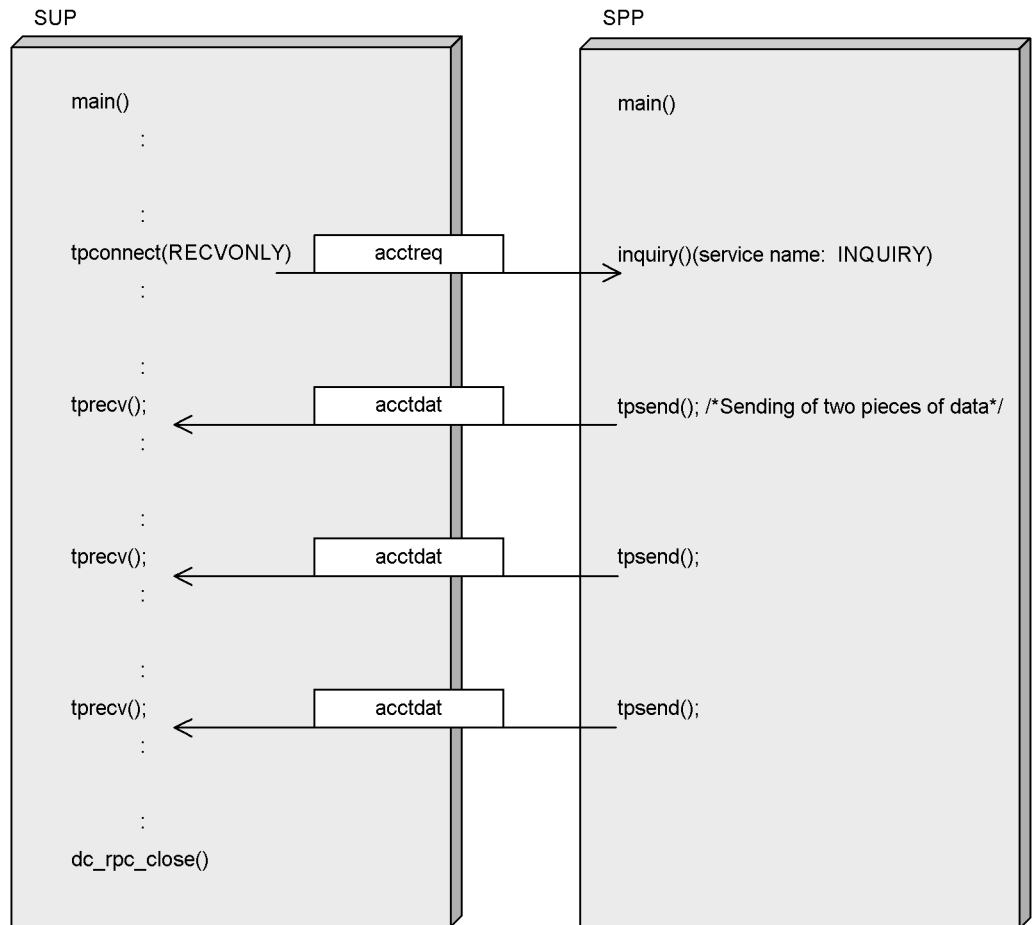 SUP SPP
main() main()
:
:
tpconnect(RECVONLY) acctreq inquiry()(service name: INQUIRY)
:
:
tprecv(); acctdat tpsend(); /*Sending of two pieces of data*/
:
:
tprecv(); acctdat tpsend();
:
:
tprecv(); acctdat tpsend();
:
:
dc_rpc_close()